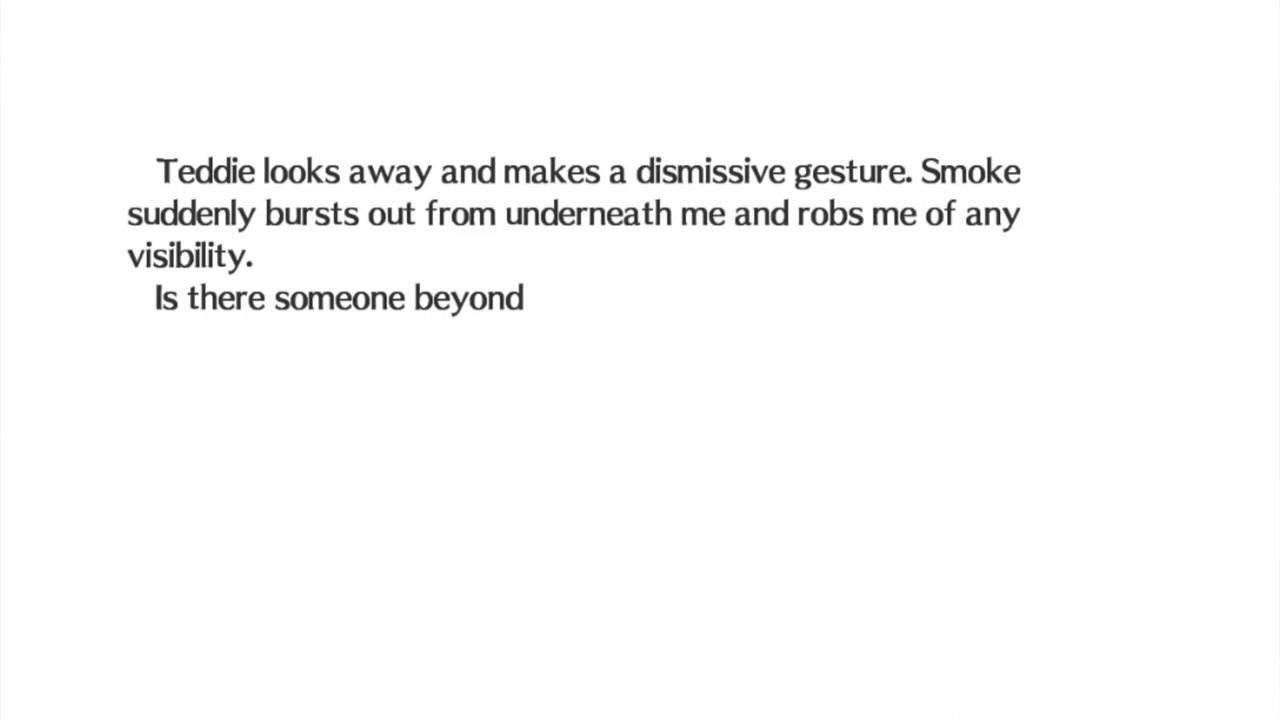 Teddie looks away and makes a dismissive gesture. Smoke
suddenly bursts out from underneath me and robs me of any
visibility.
Is there someone beyond